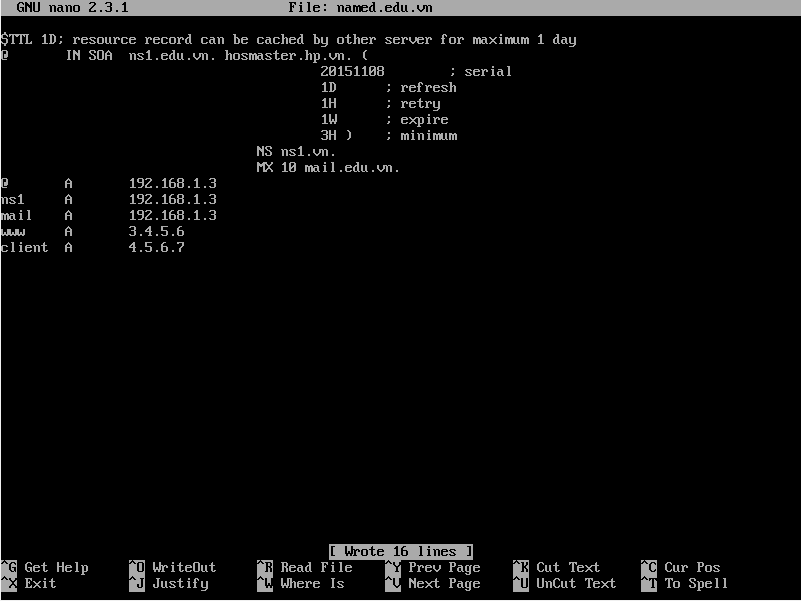 GNU nano 2.3.1 File: named.edu.vn
$TTL 1D; resource record can be cached by other server for maximum 1 day
@ IN SOA ns1.edu.vn. hosmaster.hp.vn. (
20151108 ; serial
1D ; refresh
1H ; retry
1W ; expire
3H ) ; minimum
NS ns1.vn.
MX 10 mail.edu.vn.
@ A 192.168.1.3
ns1 A 192.168.1.3
mail A 192.168.1.3
www A 3.4.5.6
client A 4.5.6.7
[ Wrote 16 lines ]
^G Get Help ^O WriteOut ^R Read File ^Y Prev Page ^K Cut Text ^C Cur Pos
^X Exit ^J Justify ^W Where Is ^V Next Page ^U UnCut Text ^T To Spell